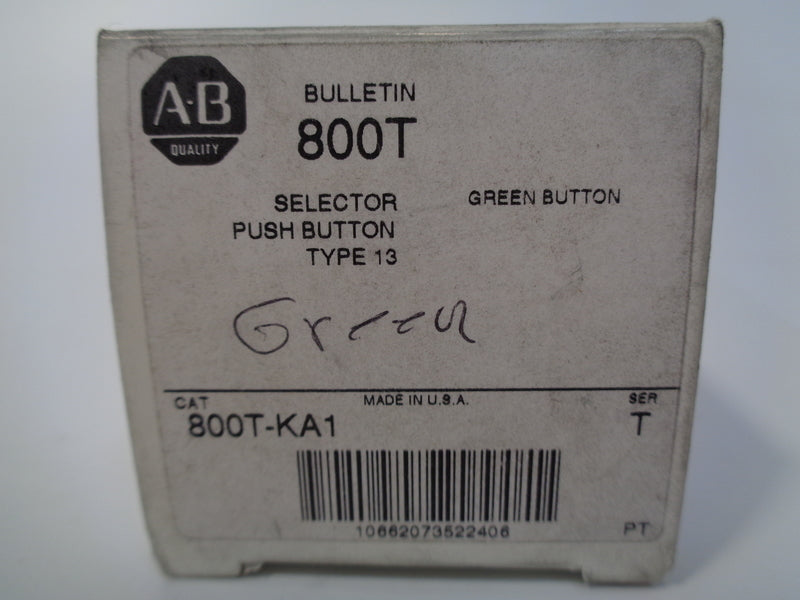 A-B
QUALITY
BULLETIN
800T
SELECTOR
PUSH BUTTON
TYPE 13
GREEN BUTTON
Green
CAT
MADE IN U.S.A.
SER
800T-KA1
T
10662073522406
PT